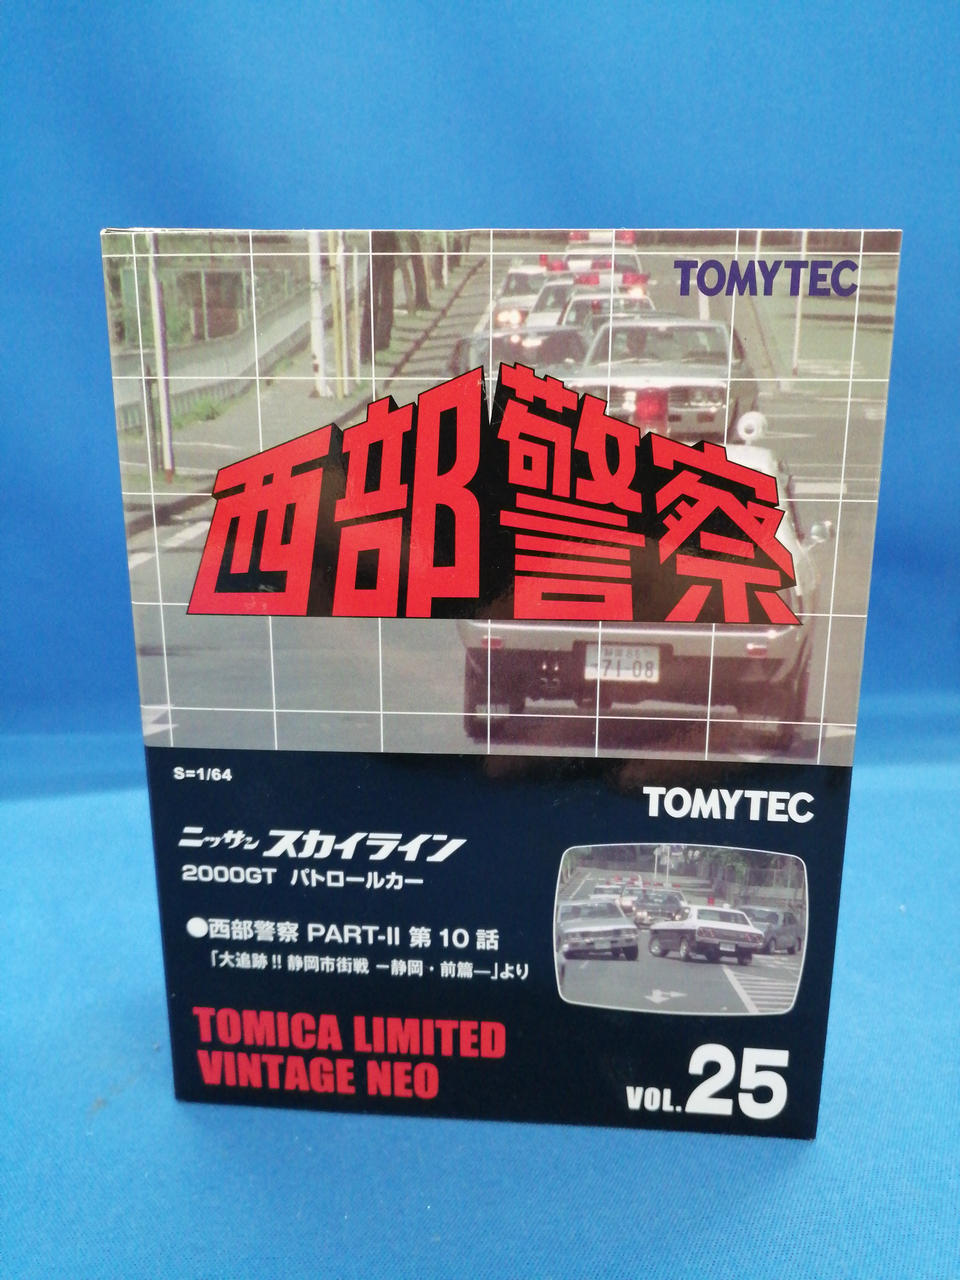 TOMYTEC
西部警察
71-08
S=1/64
TOMYTEC
ニッサン スカイライン
2000GT パトロールカー
●西部警察 PART-II 第10話
「大追跡!! 静岡市街戦 ー静岡・前篇―」より
TOMICA LIMITED
VINTAGE NEO
VOL.25